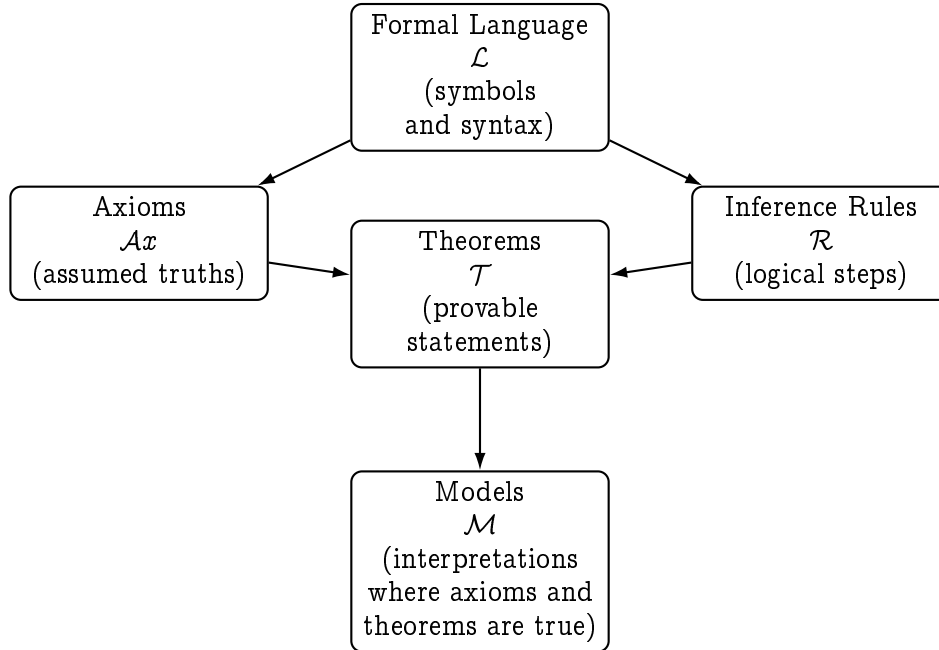 Formal Language
ℒ
(symbols
and syntax)
Axioms
𝒜x
(assumed truths)
Theorems
𝒯
(provable
statements)
Inference Rules
ℛ
(logical steps)
Models
ℳ
(interpretations
where axioms and
theorems are true)